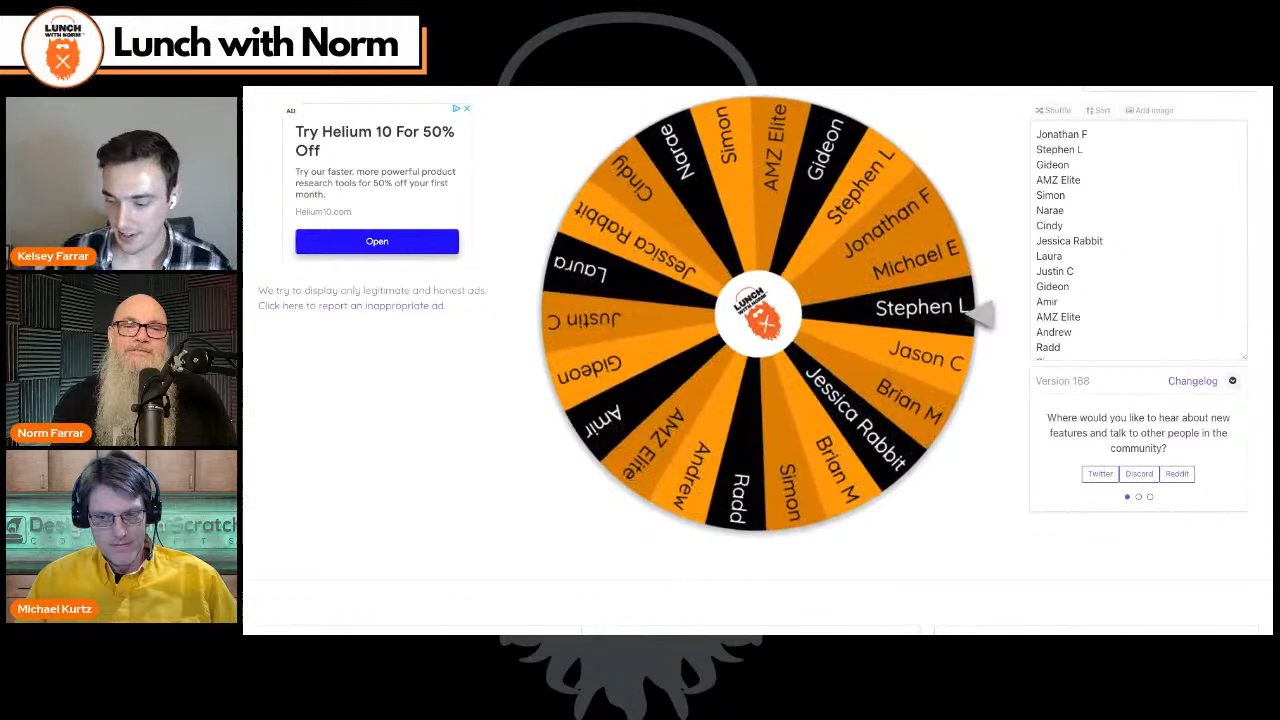 LUNCH
WITH NORM
Lunch with Norm
Kelsey Farrar
Norm Farrar
Michael Kurtz
AD
Try Helium 10 For 50%
Off
Try our faster, more powerful product
research tools for 50% off your first
month.
Helium10.com
Open
We try to display only legitimate and honest ads.
Click here to report an inappropriate ad.
Simon
AMZ Elite
Gideon
Stephen L
Jonathan F
Michael E
Stephen L
Jason C
Brian M
Jessica Rabbit
Brian M
Simon
Radd
Andrew
AMZ Elite
Amir
Gideon
Justin C
Laura
Jessica Rabbit
Cindy
Narae
Shuffle Sort Add image
Jonathan F
Stephen L
Gideon
AMZ Elite
Simon
Narae
Cindy
Jessica Rabbit
Laura
Justin C
Gideon
Amir
AMZ Elite
Andrew
Radd
Version 168 Changelog
Where would you like to hear about new
features and talk to other people in the
community?
Twitter Discord Reddit